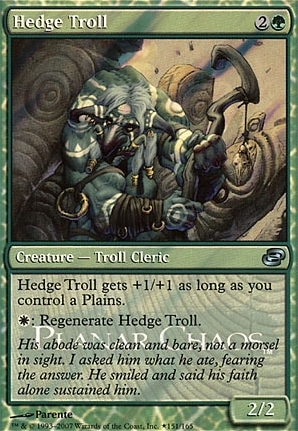 Hedge Troll 2
Creature — Troll Cleric
Hedge Troll gets +1/+1 as long as you
control a Plains.
: Regenerate Hedge Troll.
PLANAR CHAOS™
His abode was clean and bare, not a morsel
in sight. I asked him what he ate, fearing
the answer. He smiled and said his faith
alone sustained him.
2/2
Parente
™ & © 1993–2007 Wizards of the Coast, Inc. ★151/165